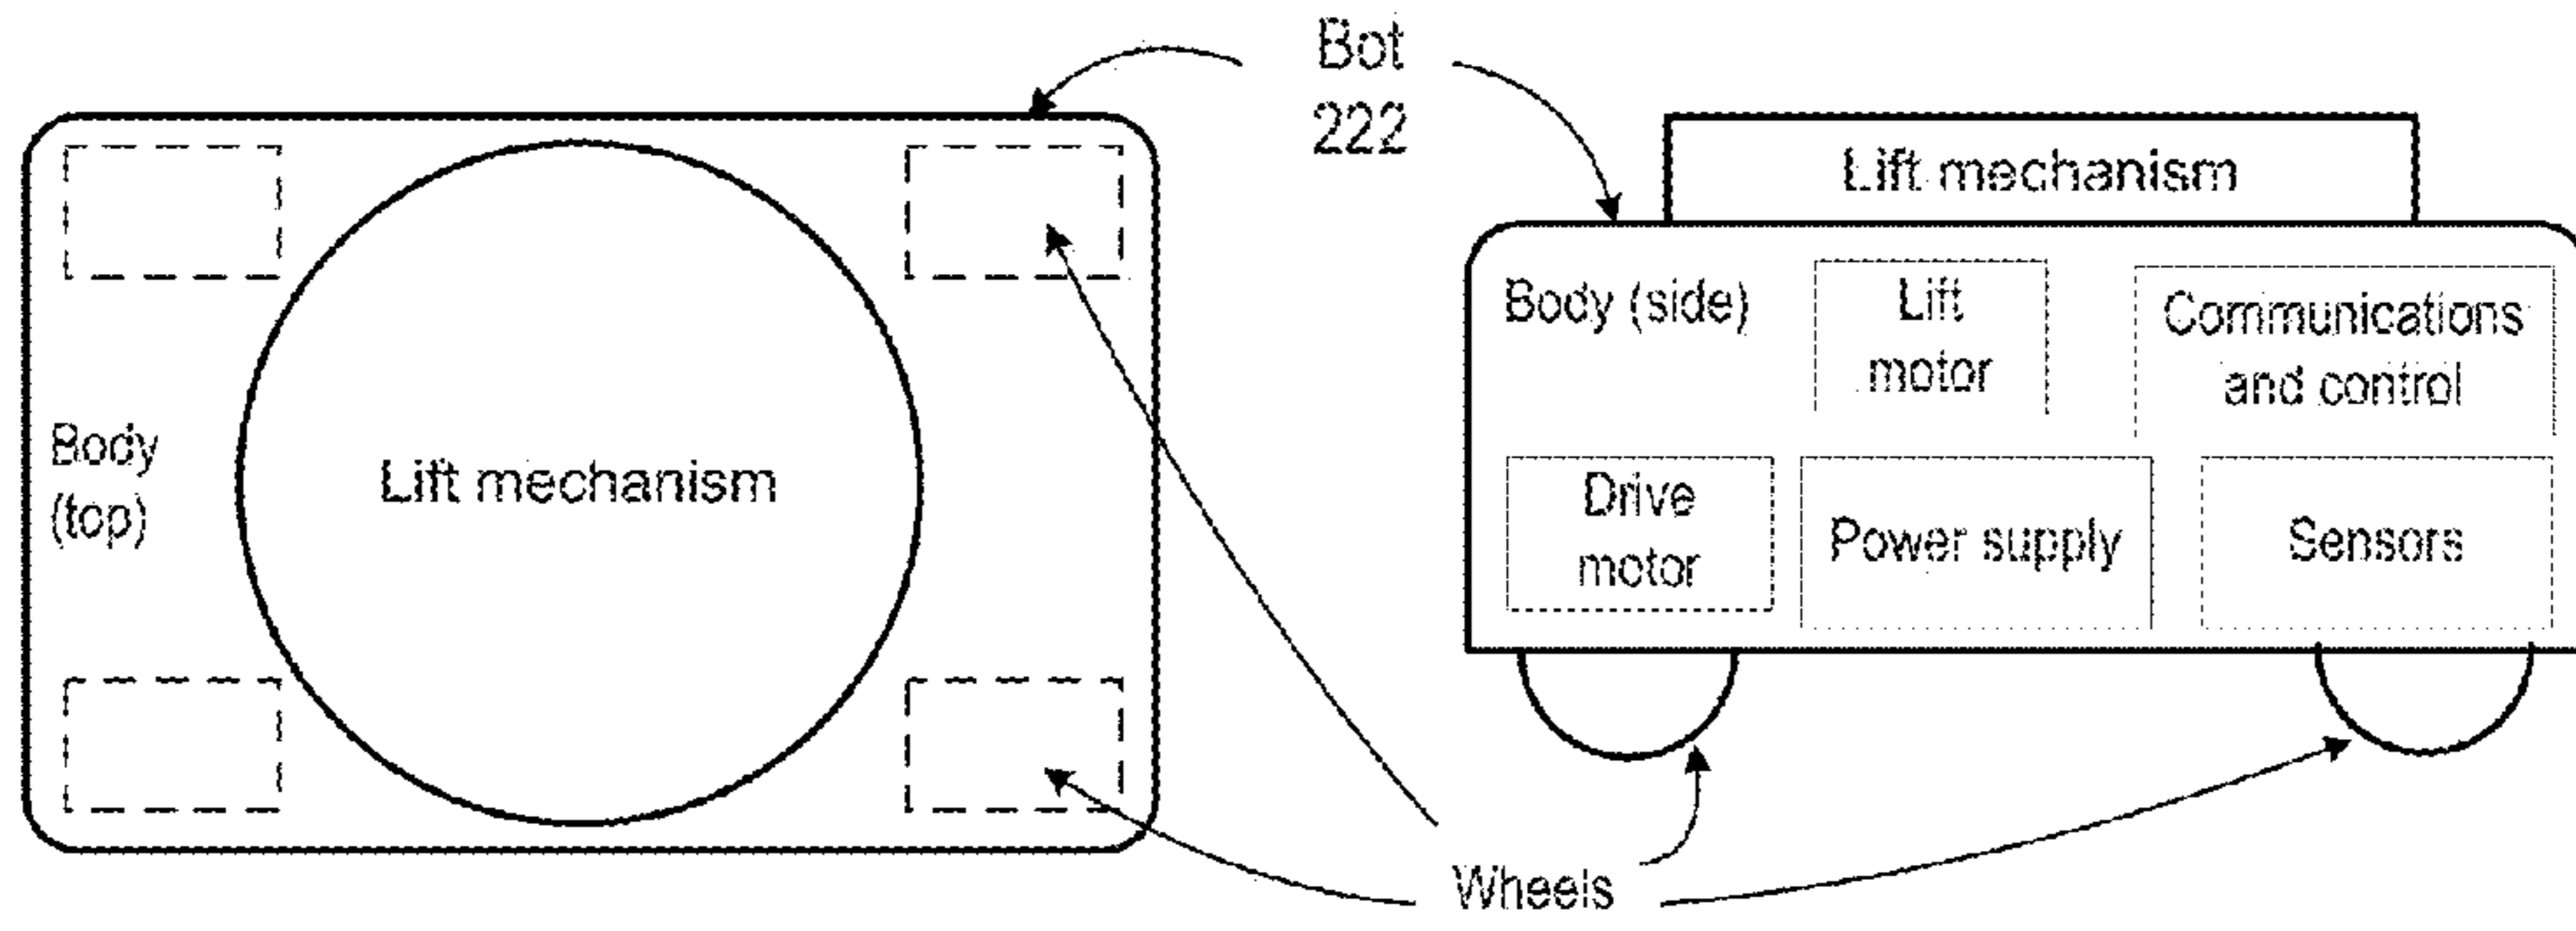 Bot
222
Lift mechanism
Body (side)
Lift
motor
Communications
and control
Body
(top)
Lift mechanism
Drive
motor
Power supply
Sensors
Wheels